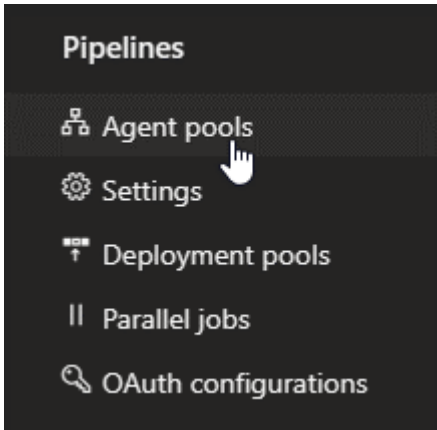 Pipelines
Agent pools
Settings
Deployment pools
Parallel jobs
OAuth configurations